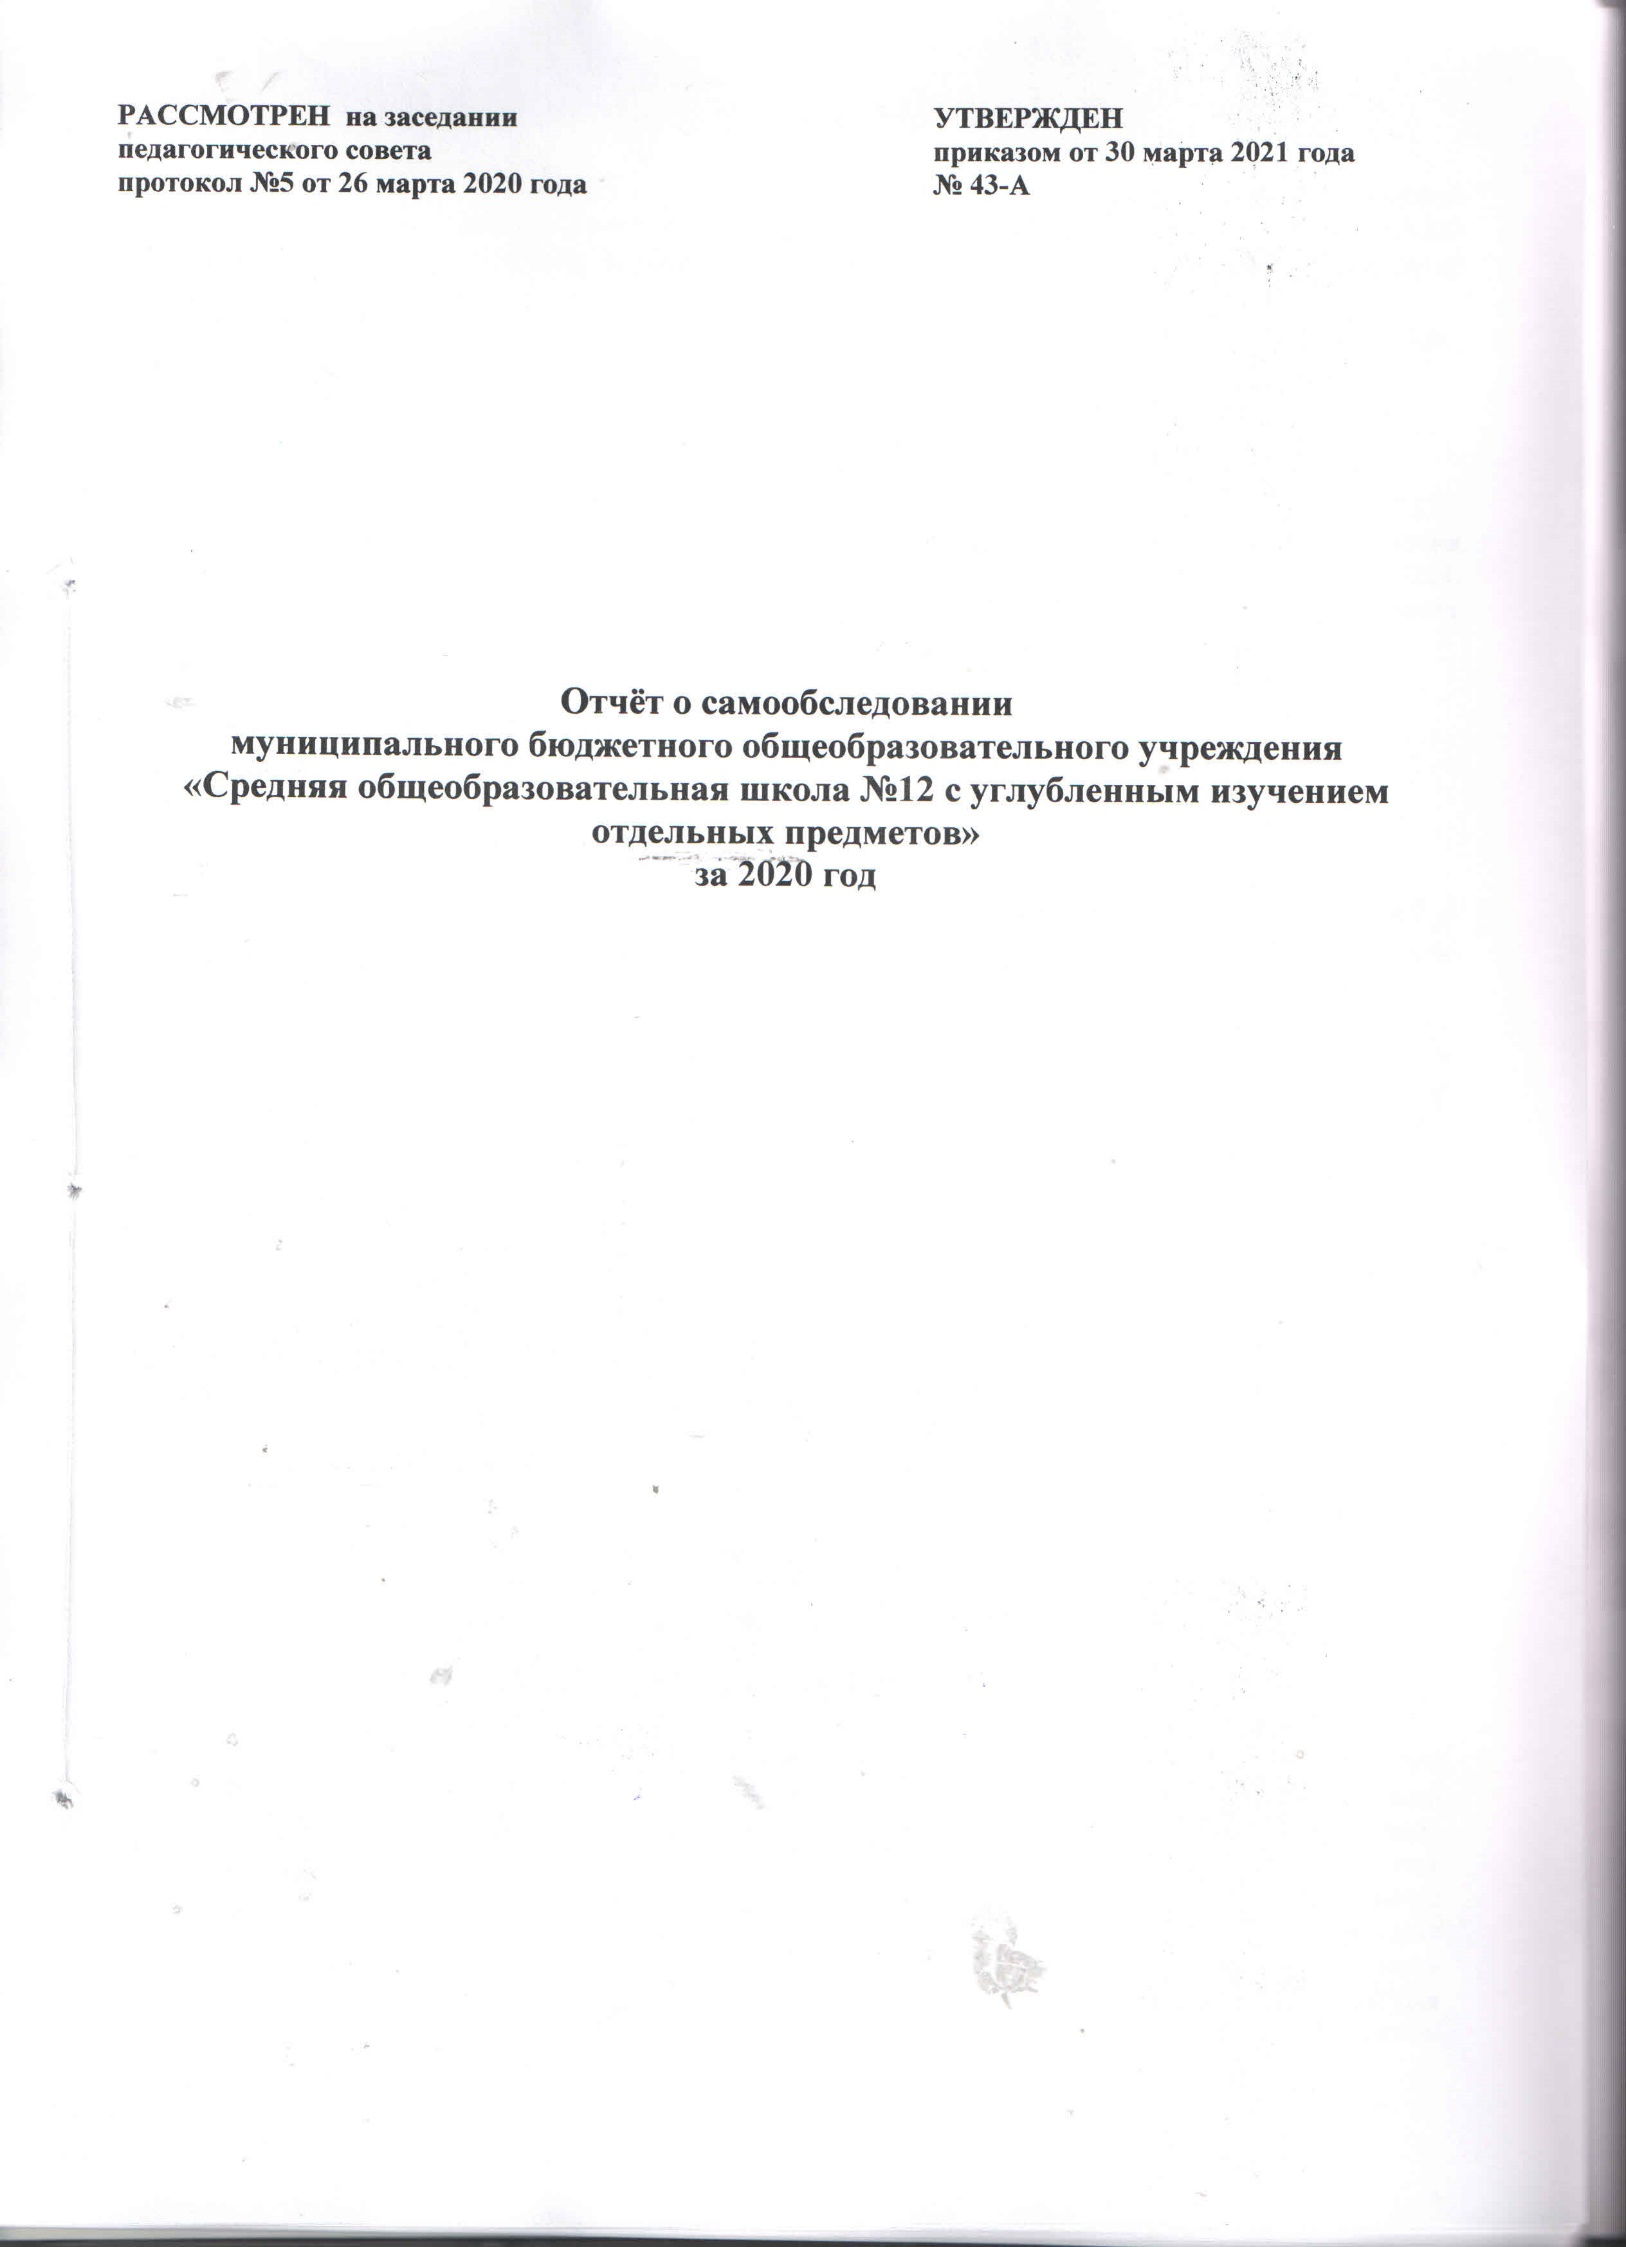 РАССМОТРЕН на заседании
педагогического совета
протокол №5 от 26 марта 2020 года
УТВЕРЖДЕН
приказом от 30 марта 2021 года
№ 43-А
Отчёт о самообследовании
муниципального бюджетного общеобразовательного учреждения
«Средняя общеобразовательная школа №12 с углубленным изучением
отдельных предметов»
за 2020 год